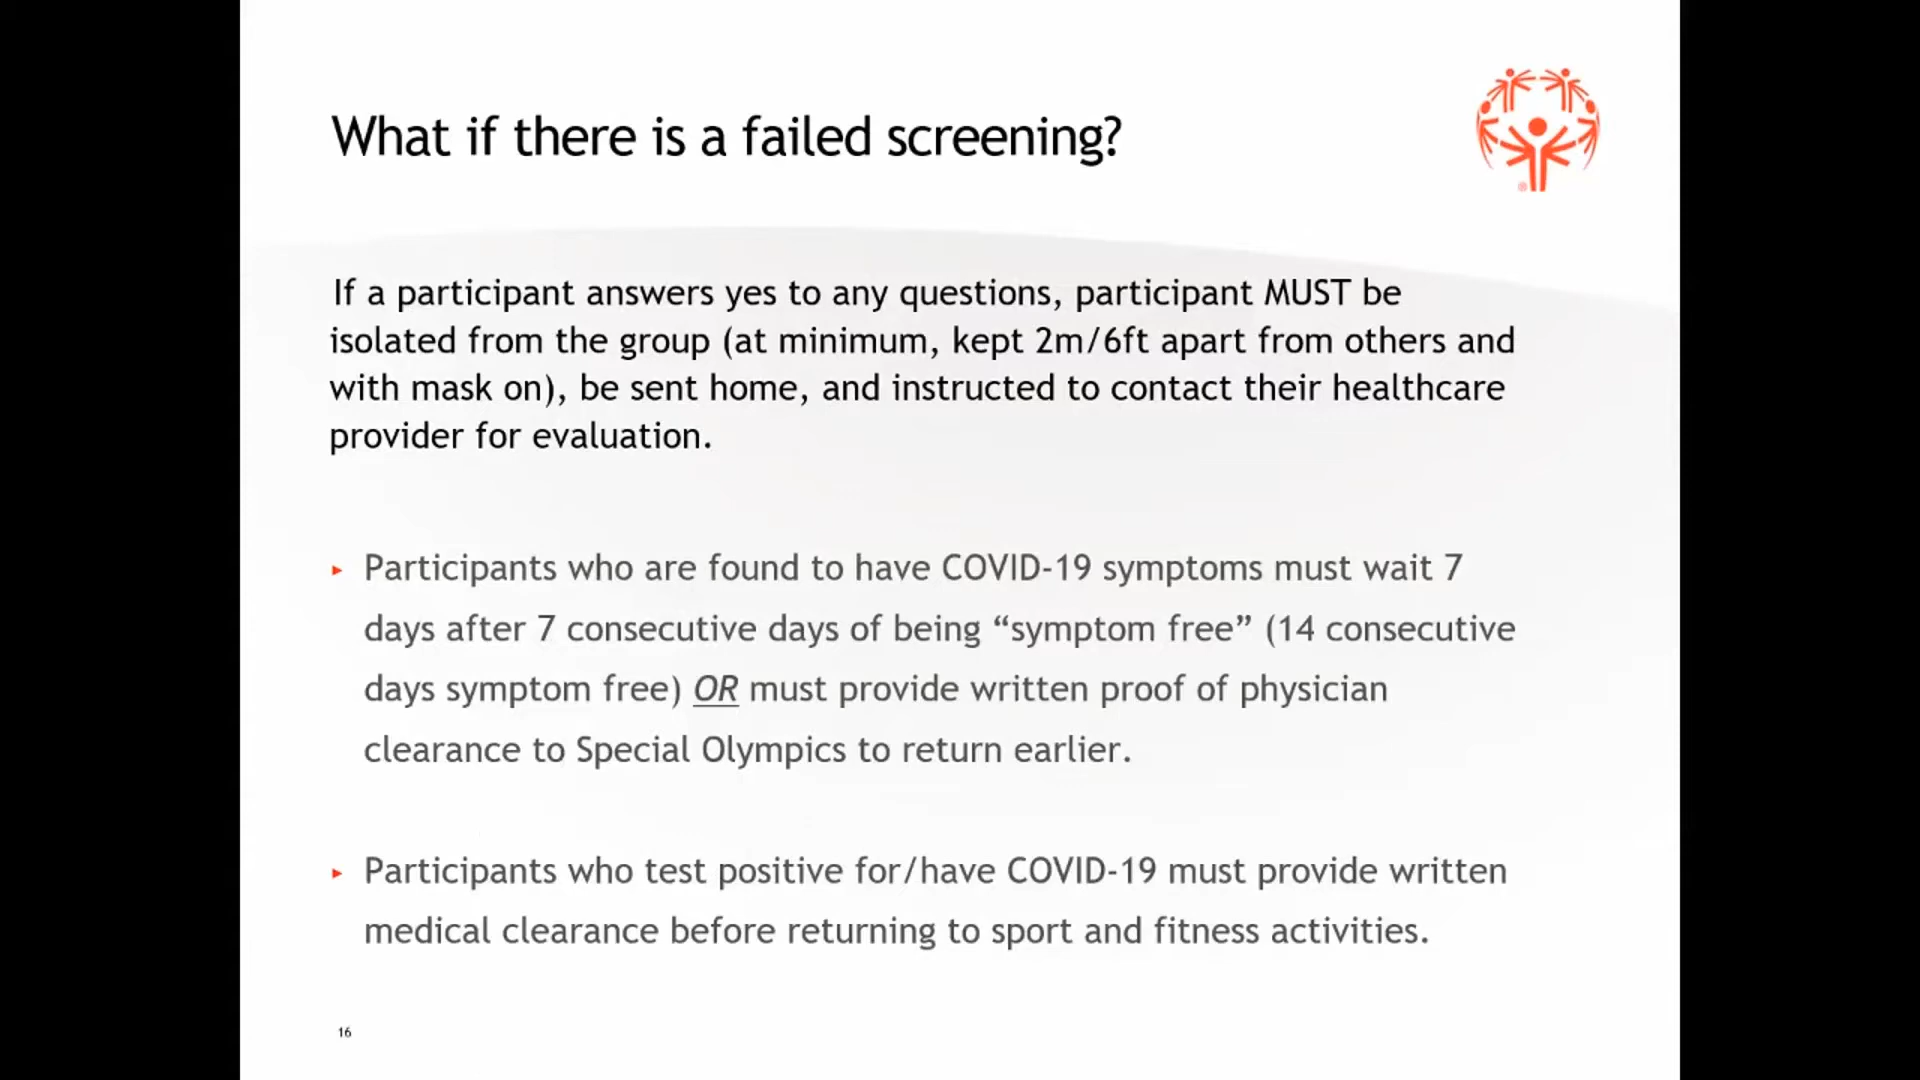 What if there is a failed screening?
If a participant answers yes to any questions, participant MUST be
isolated from the group (at minimum, kept 2m/6ft apart from others and
with mask on), be sent home, and instructed to contact their healthcare
provider for evaluation.
▸ Participants who are found to have COVID-19 symptoms must wait 7
days after 7 consecutive days of being “symptom free” (14 consecutive
days symptom free) OR must provide written proof of physician
clearance to Special Olympics to return earlier.
▸ Participants who test positive for/have COVID-19 must provide written
medical clearance before returning to sport and fitness activities.
16